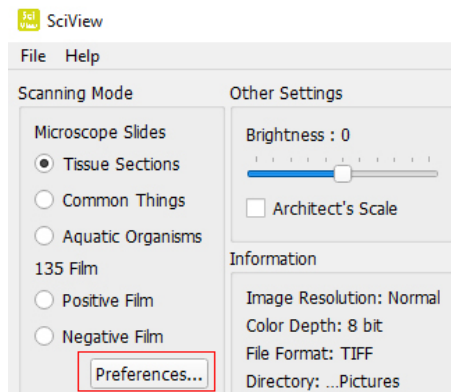 Sci View
SciView
File Help
Scanning Mode
Microscope Slides
Tissue Sections
Common Things
Aquatic Organisms
135 Film
Positive Film
Negative Film
Preferences...
Other Settings
Brightness : 0
Architect's Scale
Information
Image Resolution: Normal
Color Depth: 8 bit
File Format: TIFF
Directory: ...Pictures